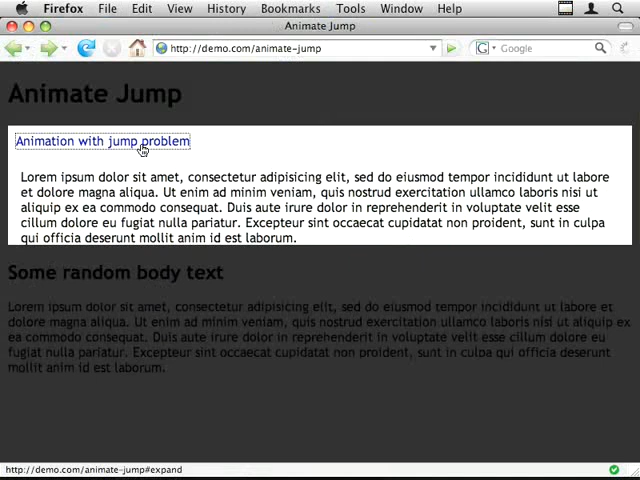 Firefox File Edit View History Bookmarks Tools Window Help
Animate Jump
http://demo.com/animate-jump
G Google
Animate Jump
Animation with jump problem
Lorem ipsum dolor sit amet, consectetur adipisicing elit, sed do eiusmod tempor incididunt ut labore
et dolore magna aliqua. Ut enim ad minim veniam, quis nostrud exercitation ullamco laboris nisi ut
aliquip ex ea commodo consequat. Duis aute irure dolor in reprehenderit in voluptate velit esse
cillum dolore eu fugiat nulla pariatur. Excepteur sint occaecat cupidatat non proident, sunt in culpa
qui officia deserunt mollit anim id est laborum.
Some random body text
Lorem ipsum dolor sit amet, consectetur adipisicing elit, sed do eiusmod tempor incididunt ut labore et
dolore magna aliqua. Ut enim ad minim veniam, quis nostrud exercitation ullamco laboris nisi ut aliquip ex
ea commodo consequat. Duis aute irure dolor in reprehenderit in voluptate velit esse cillum dolore eu
fugiat nulla pariatur. Excepteur sint occaecat cupidatat non proident, sunt in culpa qui officia deserunt
mollit anim id est laborum.
http://demo.com/animate-jump#expand